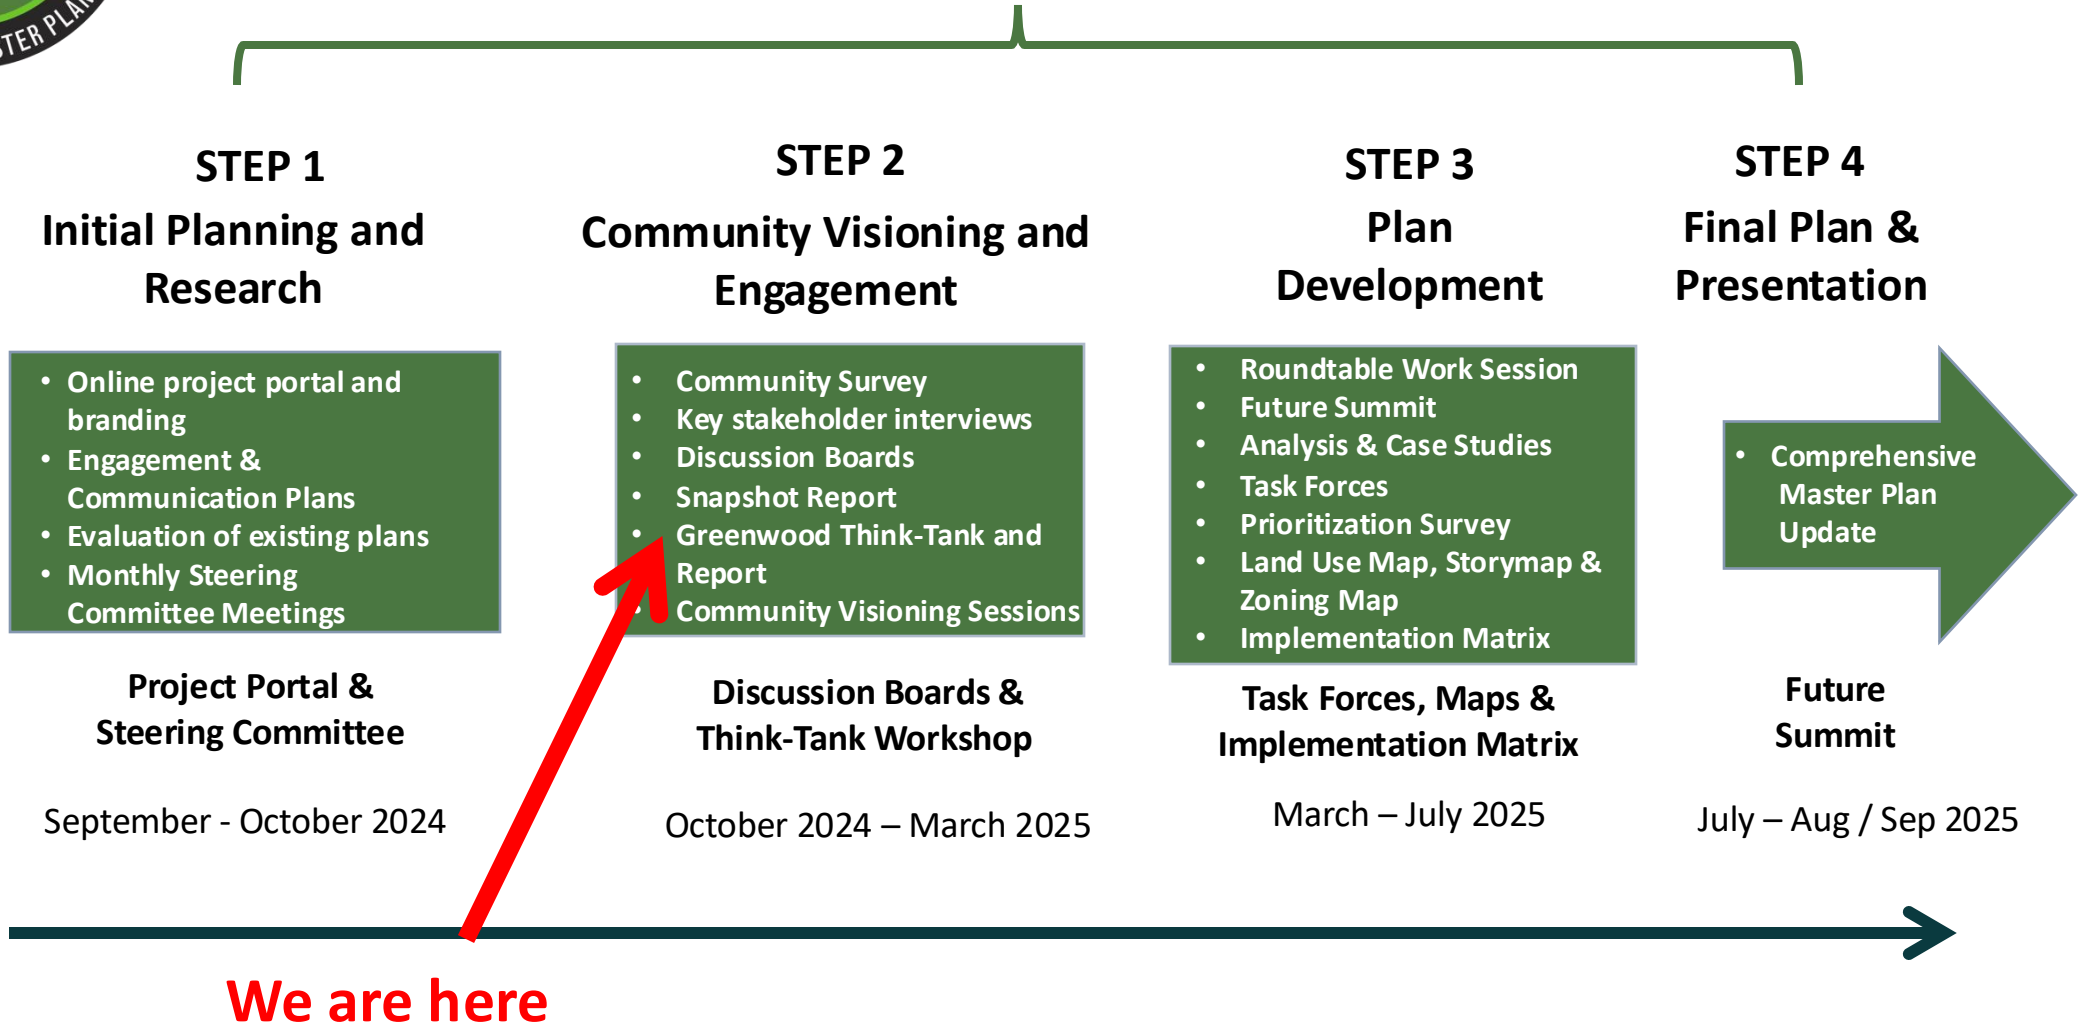 STER PLAN
STEP 1
Initial Planning and
Research
• Online project portal and
branding
• Engagement &
Communication Plans
• Evaluation of existing plans
• Monthly Steering
Committee Meetings
Project Portal &
Steering Committee
September - October 2024
STEP 2
Community Visioning and
Engagement
• Community Survey
• Key stakeholder interviews
• Discussion Boards
• Snapshot Report
• Greenwood Think-Tank and
Report
• Community Visioning Sessions
Discussion Boards &
Think-Tank Workshop
October 2024 – March 2025
STEP 3
Plan
Development
• Roundtable Work Session
• Future Summit
• Analysis & Case Studies
• Task Forces
• Prioritization Survey
• Land Use Map, Storymap &
Zoning Map
• Implementation Matrix
Task Forces, Maps &
Implementation Matrix
March – July 2025
STEP 4
Final Plan &
Presentation
• Comprehensive
Master Plan
Update
Future
Summit
July – Aug / Sep 2025
We are here